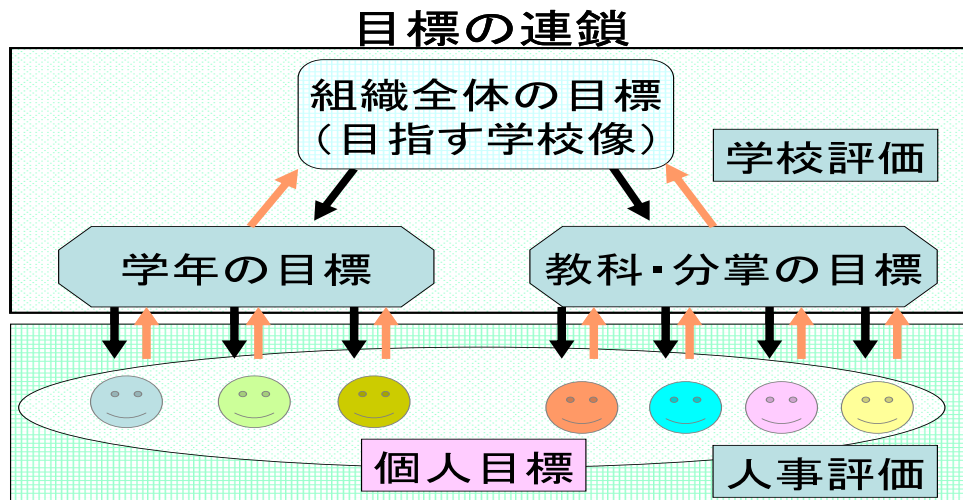 目標の連鎖
組織全体の目標
(目指す学校像)
学校評価
学年の目標
教科・分掌の目標
個人目標
人事評価